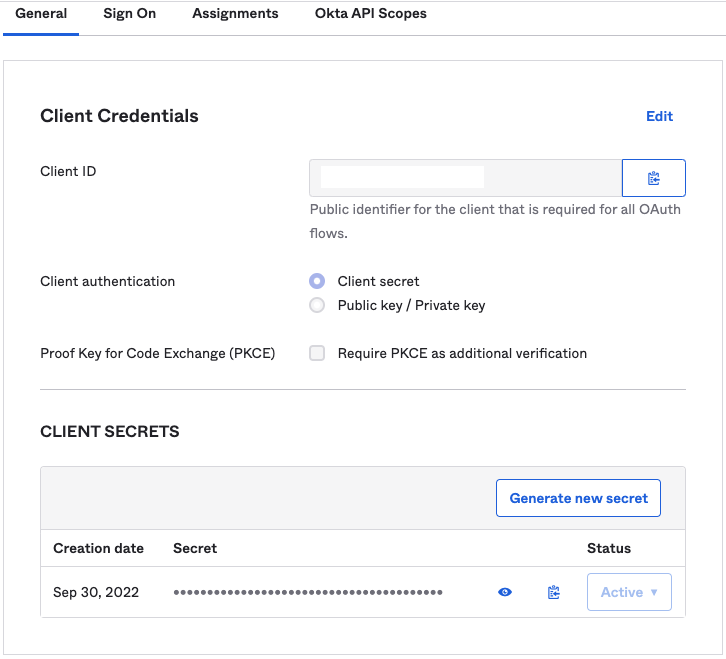 General Sign On Assignments Okta API Scopes
Client Credentials Edit
Client ID
Public identifier for the client that is required for all OAuth
flows.
Client authentication Client secret
Public key / Private key
Proof Key for Code Exchange (PKCE) Require PKCE as additional verification
CLIENT SECRETS
Generate new secret
Creation date Secret Status
Sep 30, 2022 •••••••••••••••••••••••••••••••••••••••• Active ▼